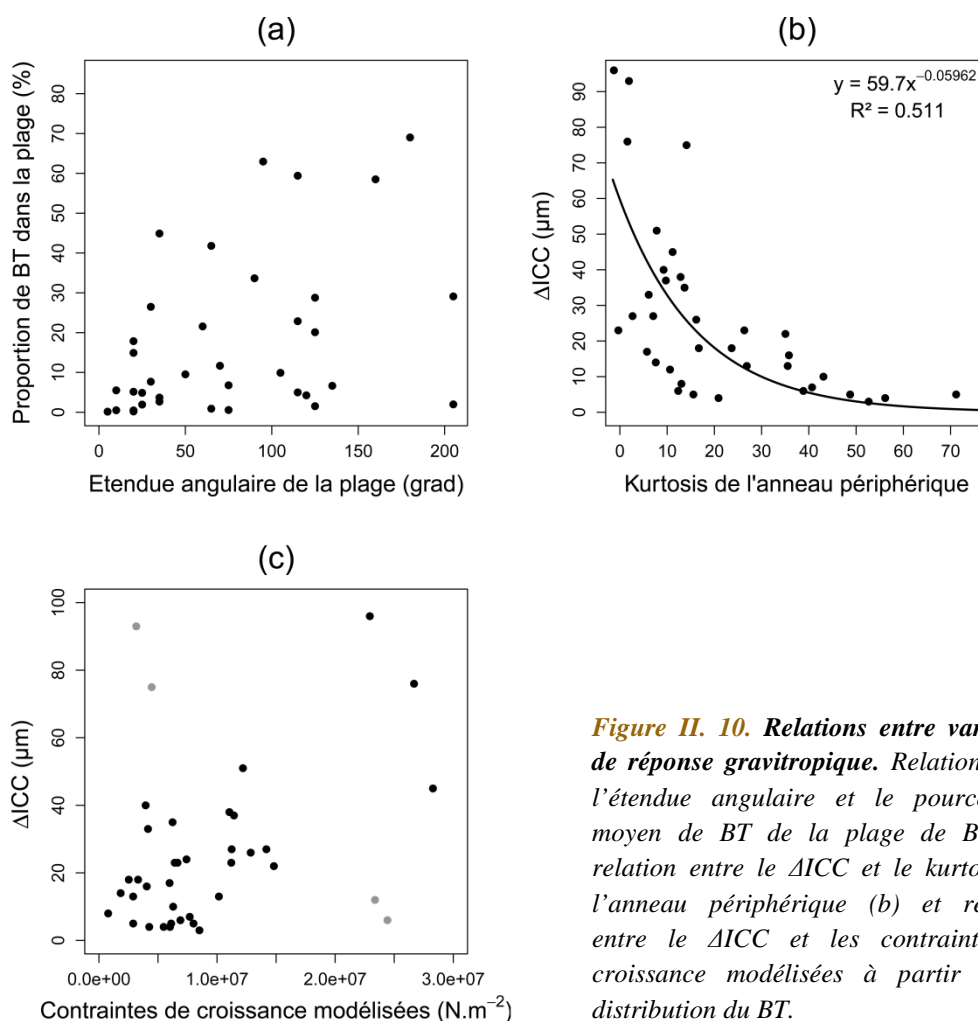 (a)
Proportion de BT dans la plage (%)
80
70
60
50
40
30
20
10
0
0 50 100 150 200
Etendue angulaire de la plage (grad)
(b)
y = 59.7x−0.05962
R² = 0.511
ΔICC (µm)
90
80
70
60
50
40
30
20
10
0
0 10 20 30 40 50 60 70
Kurtosis de l'anneau périphérique
(c)
ΔICC (µm)
100
80
60
40
20
0
0.0e+00 1.0e+07 2.0e+07 3.0e+07
Contraintes de croissance modélisées (N.m−2)
Figure II. 10. Relations entre
de réponse gravitropique. Relation
l'étendue angulaire et le
moyen de BT de la plage de
relation entre le ΔICC et le
l'anneau périphérique (b) et
entre le ΔICC et les
croissance modélisées à partir
distribution du BT.